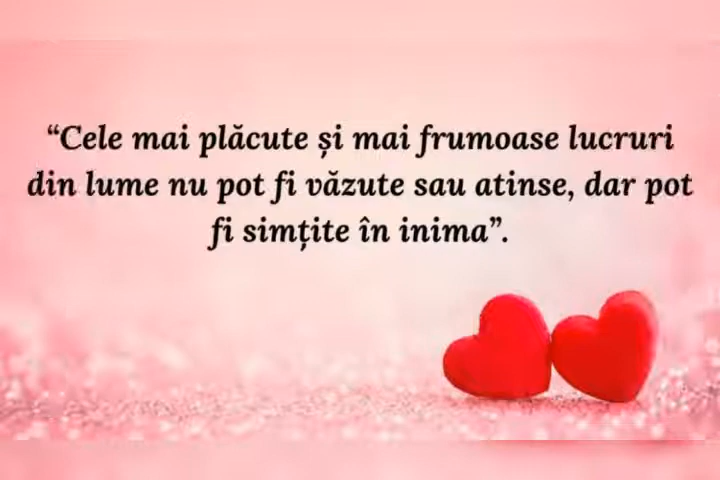 “Cele mai plăcute și mai frumoase lucruri
din lume nu pot fi văzute sau atinse, dar pot
fi simțite în inima”.